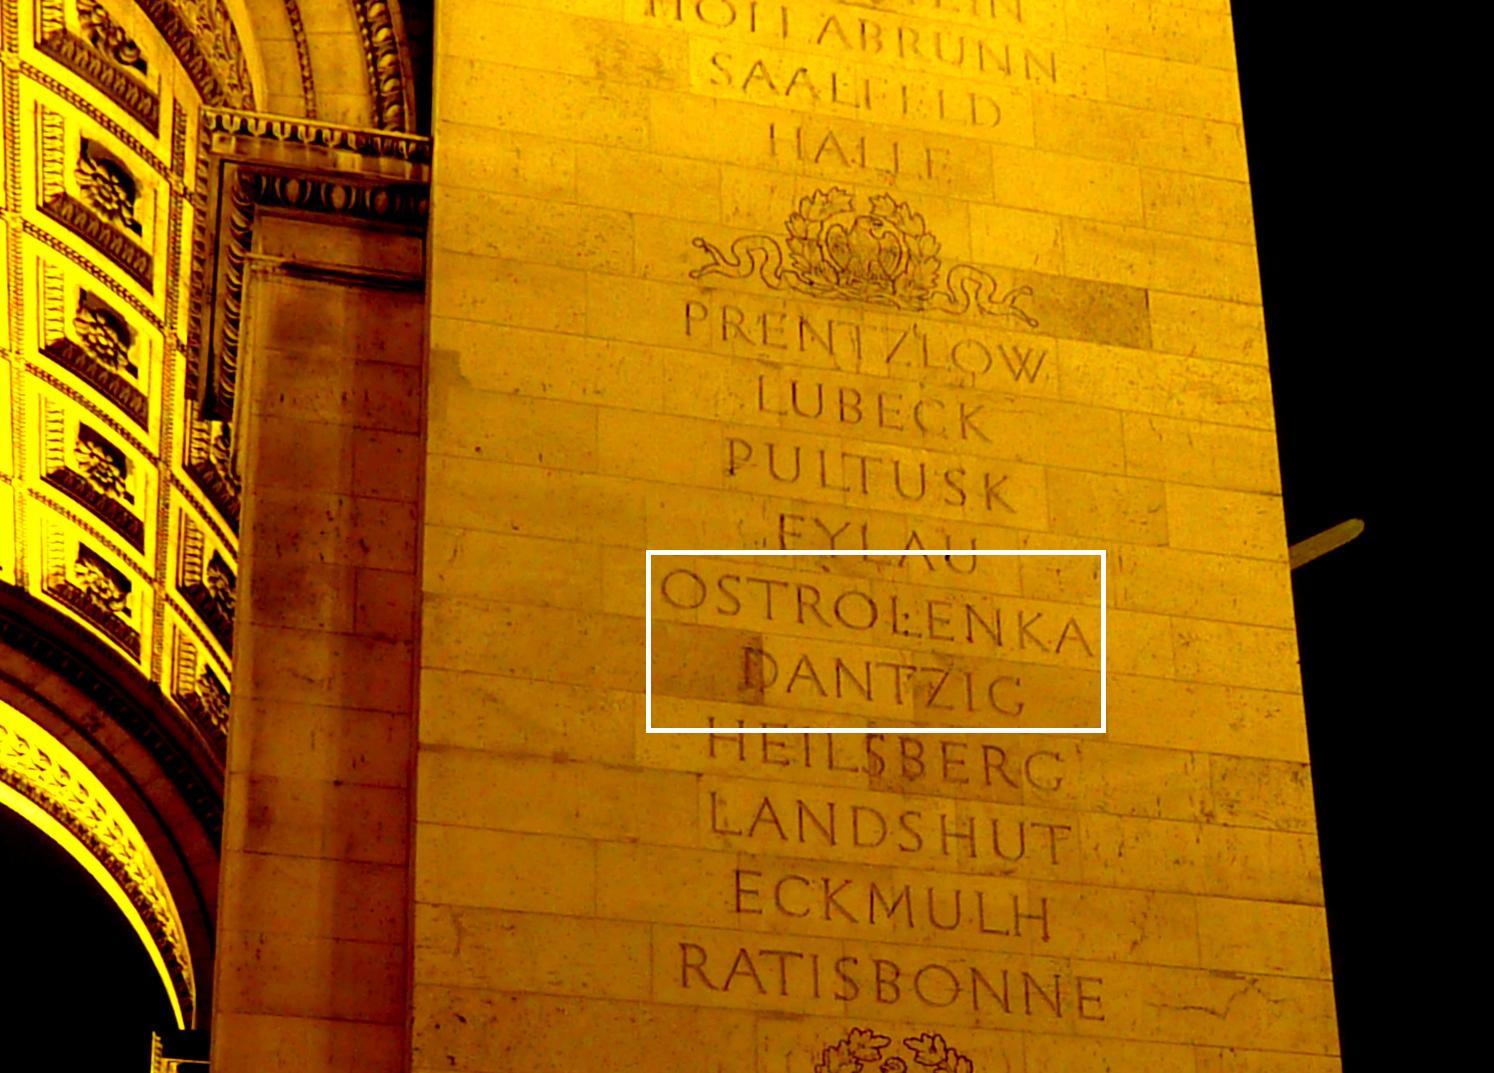 HOLLABRUNN
SAALFELD
HALLE
PRENTZLOW
LUBECK
PULTUSK
EYLAU
OSTROLENKA
DANTZIG
HEILSBERG
LANDSHUT
ECKMULH
RATISBONNE